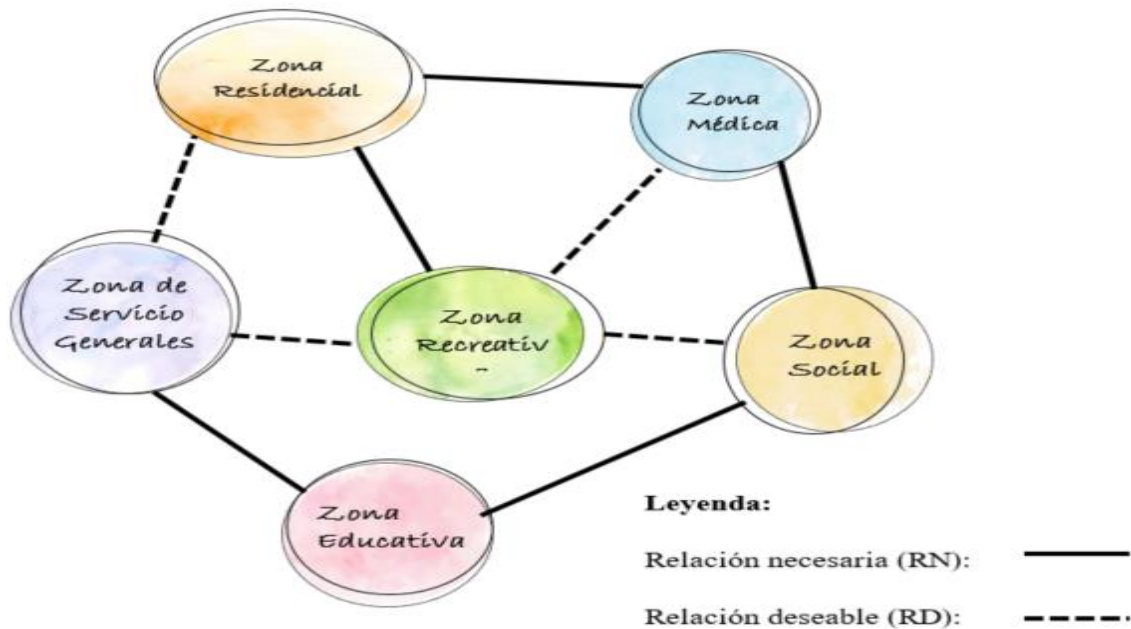 Zona
Residencial
Zona
Médica
Zona de
Servicio
Generales
Zona
Recreativ
Zona
Social
Zona
Educativa
Leyenda:
Relación necesaria (RN):
Relación deseable (RD):